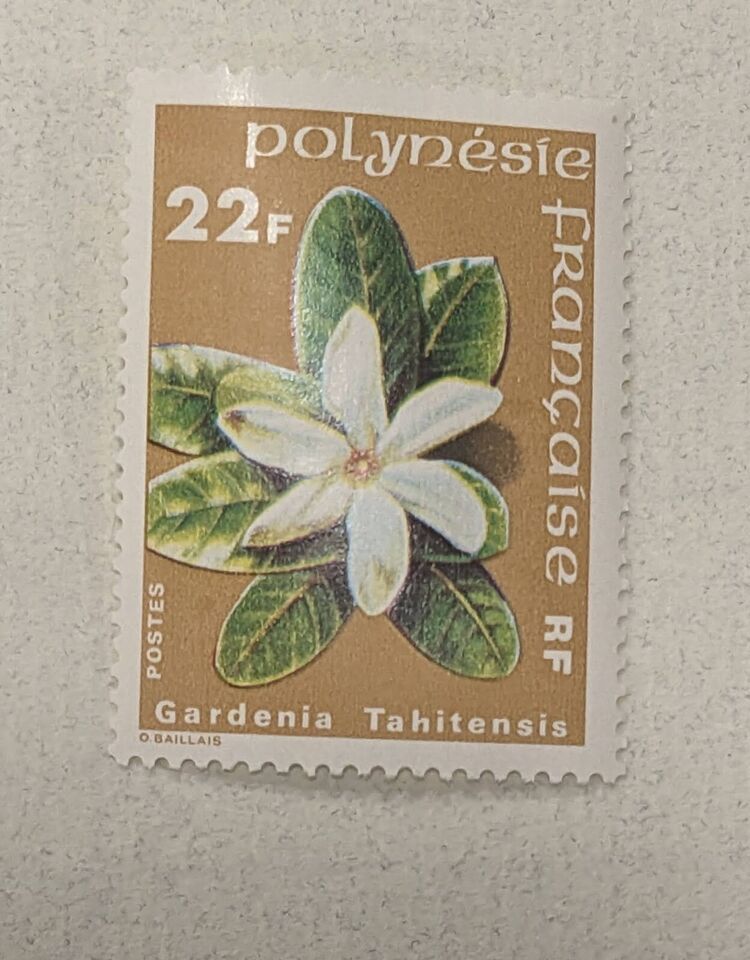 polynésie
française RF
22F
POSTES
Gardenia Tahitensis
O. BAILLAIS